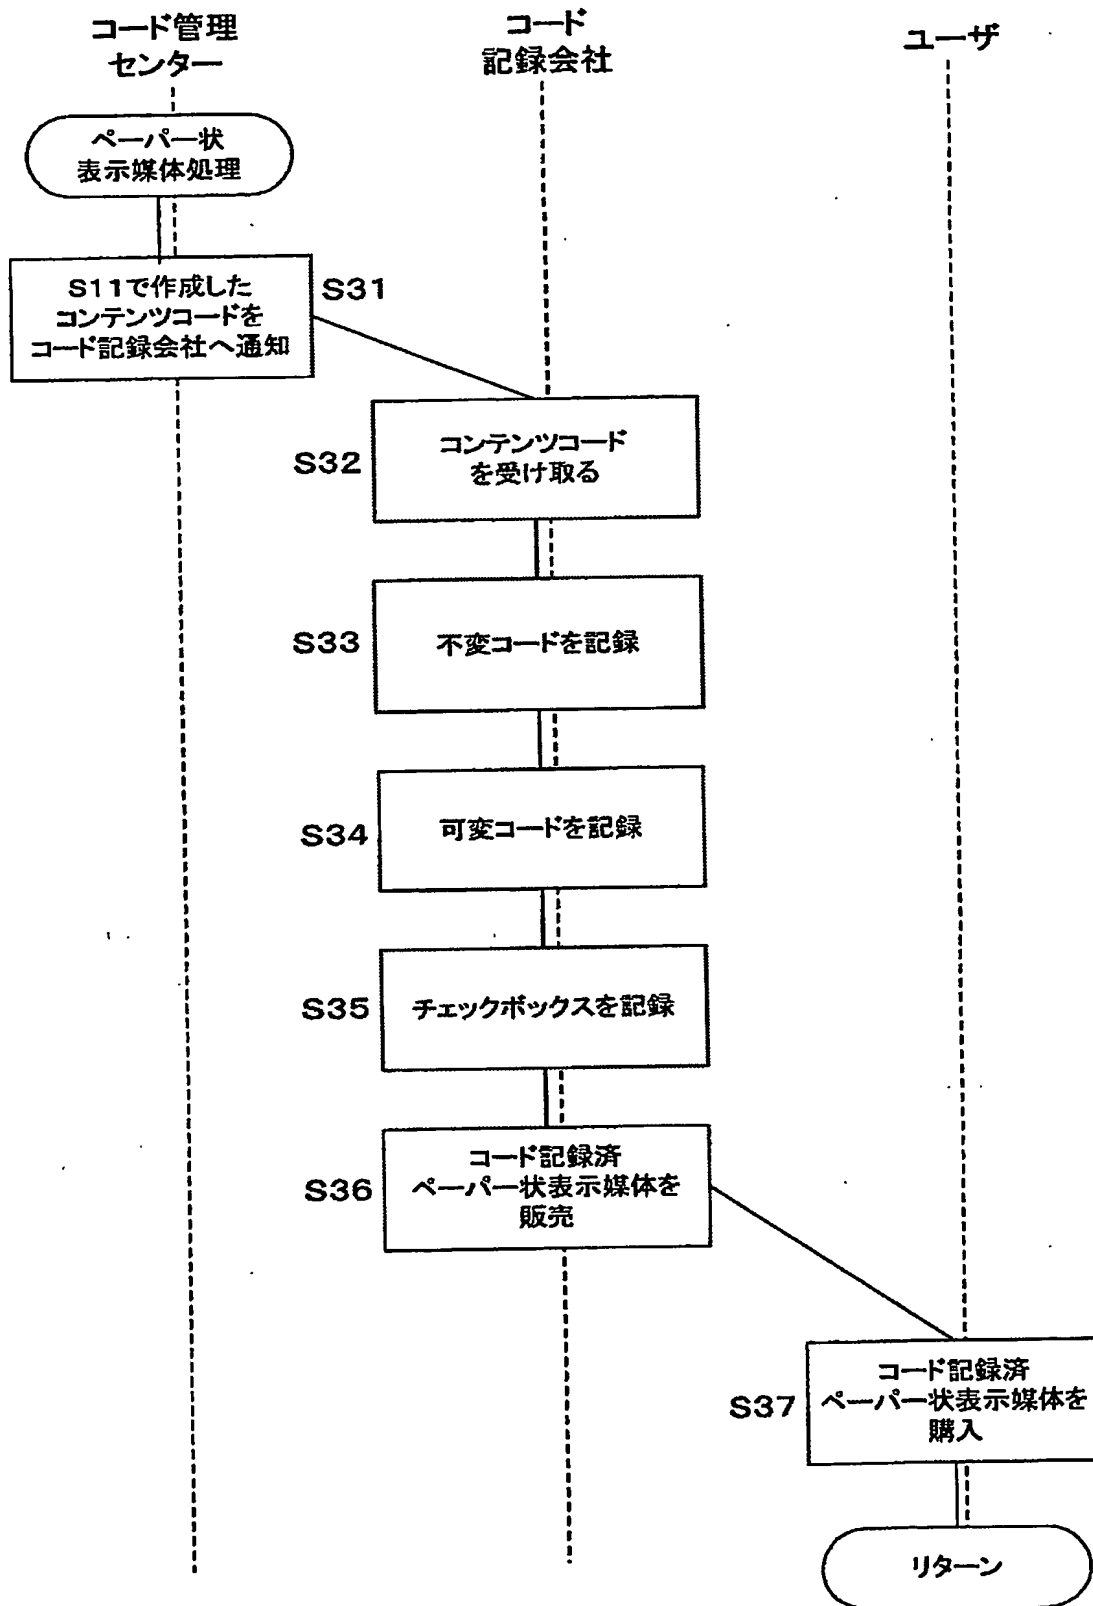 コード管理
センター
コード
記録会社
ユーザ
ペーパー状
表示媒体処理
S11で作成した
コンテンツコードを
コード記録会社へ通知
S31
S32
コンテンツコード
を受け取る
S33
不変コードを記録
S34
可変コードを記録
S35
チェックボックスを記録
S36
コード記録済
ペーパー状表示媒体を
販売
S37
コード記録済
ペーパー状表示媒体を
購入
リターン